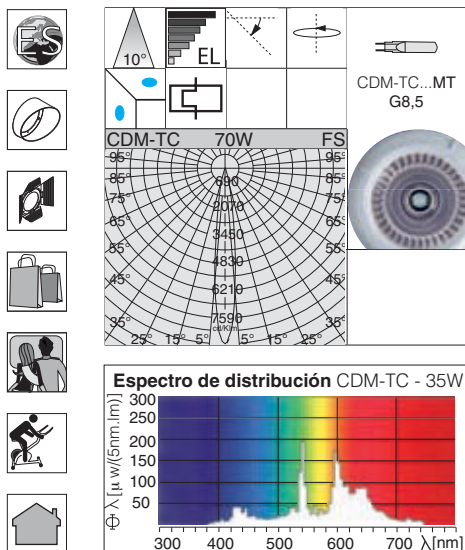 ES
10°
EL
CDM-TC...MT
G8,5
CDM-TC 70W FS
95° 95°
85° 85°
75° 75°
65° 65°
45° 45°
35° 25° 15° 5° 5° 15° 25° 35°
690
2070
3450
4830
6210
7590
cd/Klm
Espectro de distribución CDM-TC - 35W
λ [µ w/(5nm.lm)]
300
250
200
150
100
50
300 400 500 600 700 λ[nm]